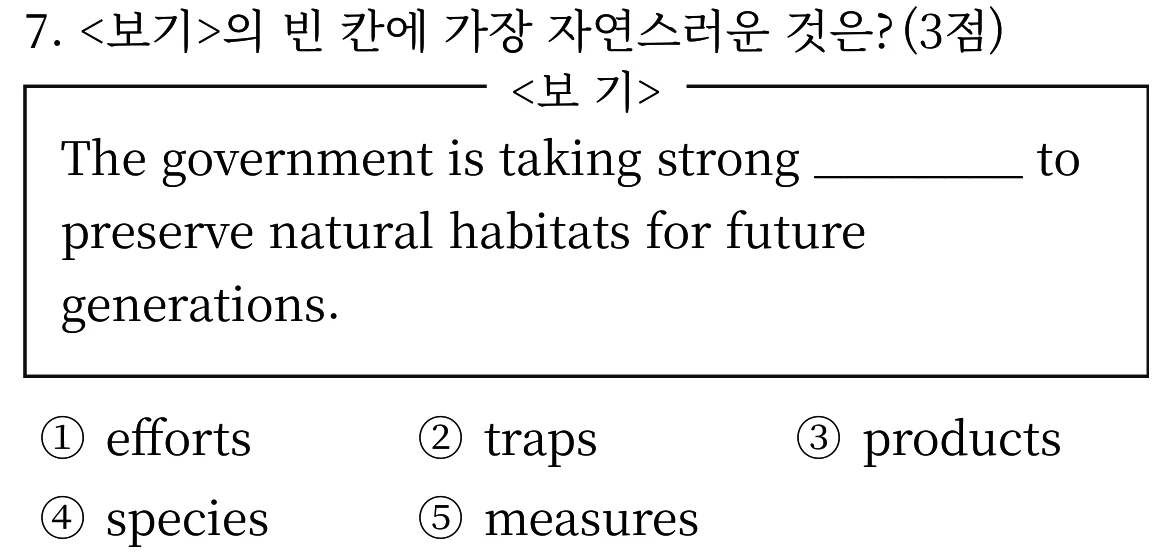 7. <보기>의 빈 칸에 가장 자연스러운 것은?(3점)
<보 기>
The government is taking strong ________ to
preserve natural habitats for future
generations.
① efforts ② traps ③ products
④ species ⑤ measures